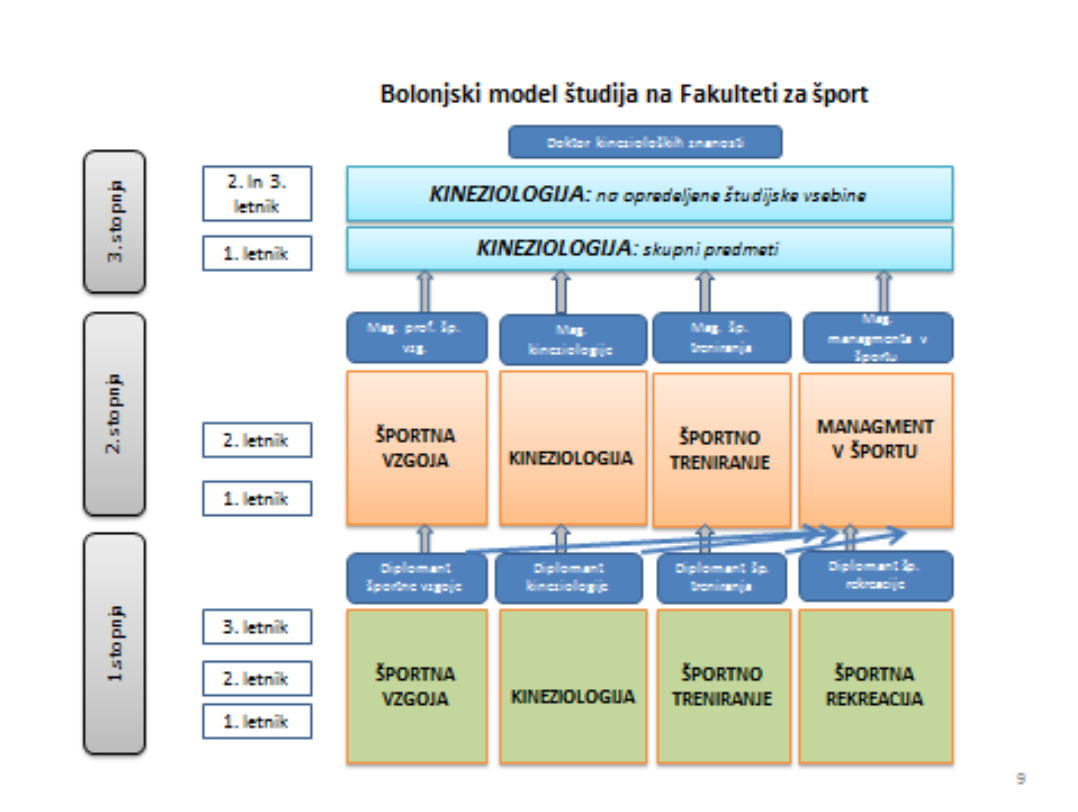 Bolonjski model študija na Fakulteti za šport
Doktor kinezioloških znanosti
3. stopnja
2. In 3.
letnik
KINEZIOLOGIJA: na opredeljene študijske vsebine
1. letnik
KINEZIOLOGIJA: skupni predmeti
2.stopnja
Mag. prof. šp.
vzg.
Mag.
kineziologije
Mag. šp.
treniranja
Mag.
managmenta v
športu
2. letnik
1. letnik
ŠPORTNA
VZGOJA
KINEZIOLOGIJA
ŠPORTNO
TRENIRANJE
MANAGMENT
V ŠPORTU
1.stopnja
Diplomant
športne vzgoje
Diplomant
kineziologije
Diplomant šp.
treniranja
Diplomant šp.
rekreacije
3. letnik
2. letnik
1. letnik
ŠPORTNA
VZGOJA
KINEZIOLOGIJA
ŠPORTNO
TRENIRANJE
ŠPORTNA
REKREACIJA
9